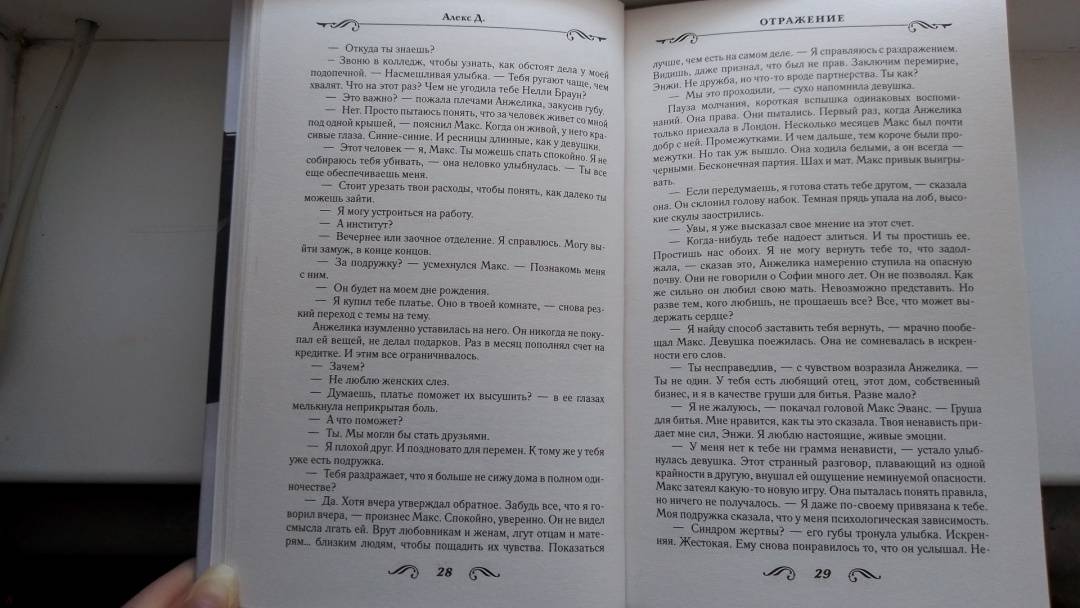 Алекс Д.
— Откуда ты знаешь?
— Звоню в колледж, чтобы узнать, как обстоят дела у моей
подопечной. — Насмешливая улыбка. — Тебя ругают чаще, чем
хвалят. Что на этот раз? Чем не угодила тебе Нелли Браун?
— Это важно? — пожала плечами Анжелика, закусив губу.
— Нет. Просто пытаюсь понять, что за человек живет со мной
под одной крышей, — пояснил Макс. Когда он живой, у него кра-
сивые глаза. Синие-синие. И ресницы длинные, как у девушки.
— Этот человек — я, Макс. Ты можешь спать спокойно. Я не
собираюсь тебя убивать, — она неловко улыбнулась. — Ты все
еще обеспечиваешь меня.
— Стоит урезать твои расходы, чтобы понять, как далеко ты
можешь зайти.
— Я могу устроиться на работу.
— А институт?
— Вечернее или заочное отделение. Я справлюсь. Могу вы-
йти замуж, в конце концов.
— За подружку? — усмехнулся Макс. — Познакомь меня
с ним.
— Он будет на моем дне рождения.
— Я купил тебе платье. Оно в твоей комнате, — снова рез-
кий переход с темы на тему.
Анжелика изумленно уставилась на него. Он никогда не поку-
пал ей вещей, не делал подарков. Раз в месяц пополнял счет на
кредитке. И этим все ограничивалось.
— Зачем?
— Не люблю женских слез.
— Думаешь, платье поможет их высушить? — в ее глазах
мелькнула неприкрытая боль.
— А что поможет?
— Ты. Мы могли бы стать друзьями.
— Я плохой друг. И поздновато для перемен. К тому же у тебя
уже есть подружка.
— Тебя раздражает, что я больше не сижу дома в полном оди-
ночестве?
— Да. Хотя вчера утверждал обратное. Забудь все, что я го-
ворил вчера, — произнес Макс. Спокойно, уверенно. Он не видел
смысла лгать ей. Врут любовникам и женам, лгут отцам и мате-
рям... близким людям, чтобы пощадить их чувства. Показаться
28
ОТРАЖЕНИЕ
лучше, чем есть на самом деле. — Я справляюсь с раздражением.
Видишь, даже признал, что был не прав. Заключим перемирие,
Энжи. Не дружба, но что-то вроде партнерства. Ты как?
— Мы это проходили, — сухо напомнила девушка.
Пауза молчания, короткая вспышка одинаковых воспоми-
наний. Она права. Они пытались. Первый раз, когда Анжелика
только приехала в Лондон. Несколько месяцев Макс был почти
добр с ней. Промежутками. И чем дальше, тем короче были про-
межутки. Но так уж вышло. Она ходила белыми, а он всегда —
черными. Бесконечная партия. Шах и мат. Макс привык выигры-
вать.
— Если передумаешь, я готова стать тебе другом, — сказала
она. Он склонил голову набок. Темная прядь упала на лоб, высо-
кие скулы заострились.
— Увы, я уже высказал свое мнение на этот счет.
— Когда-нибудь тебе надоест злиться. И ты простишь ее.
Простишь нас обоих. Я не могу вернуть тебе то, что задол-
жала, — сказав это, Анжелика намеренно ступила на опасную
почву. Они не говорили о Софии много лет. Он не позволял. Как
же сильно он любил свою мать. Невозможно представить. Но
разве тем, кого любишь, не прощаешь все? Все, что может вы-
держать сердце?
— Я найду способ заставить тебя вернуть, — мрачно пообе-
щал Макс. Девушка поежилась. Она не сомневалась в искрен-
ности его слов.
— Ты несправедлив, — с чувством возразила Анжелика. —
Ты не один. У тебя есть любящий отец, этот дом, собственный
бизнес, и я в качестве груши для битья. Разве мало?
— Я не жалуюсь, — покачал головой Макс Эванс. — Груша
для битья. Мне нравится, как ты это сказала. Твоя ненависть при-
дает мне сил, Энжи. Я люблю настоящие, живые эмоции.
— У меня нет к тебе ни грамма ненависти, — устало улыб-
нулась девушка. Этот странный разговор, плавающий из одной
крайности в другую, внушал ей ощущение неминуемой опасности.
Макс затеял какую-то новую игру. Она пыталась понять правила,
но ничего не получалось. — Я даже по-своему привязана к тебе.
Моя подружка сказала, что у меня психологическая зависимость.
— Синдром жертвы? — его губы тронула улыбка. Искрен-
няя. Жестокая. Ему снова понравилось то, что он услышал. Не-
29